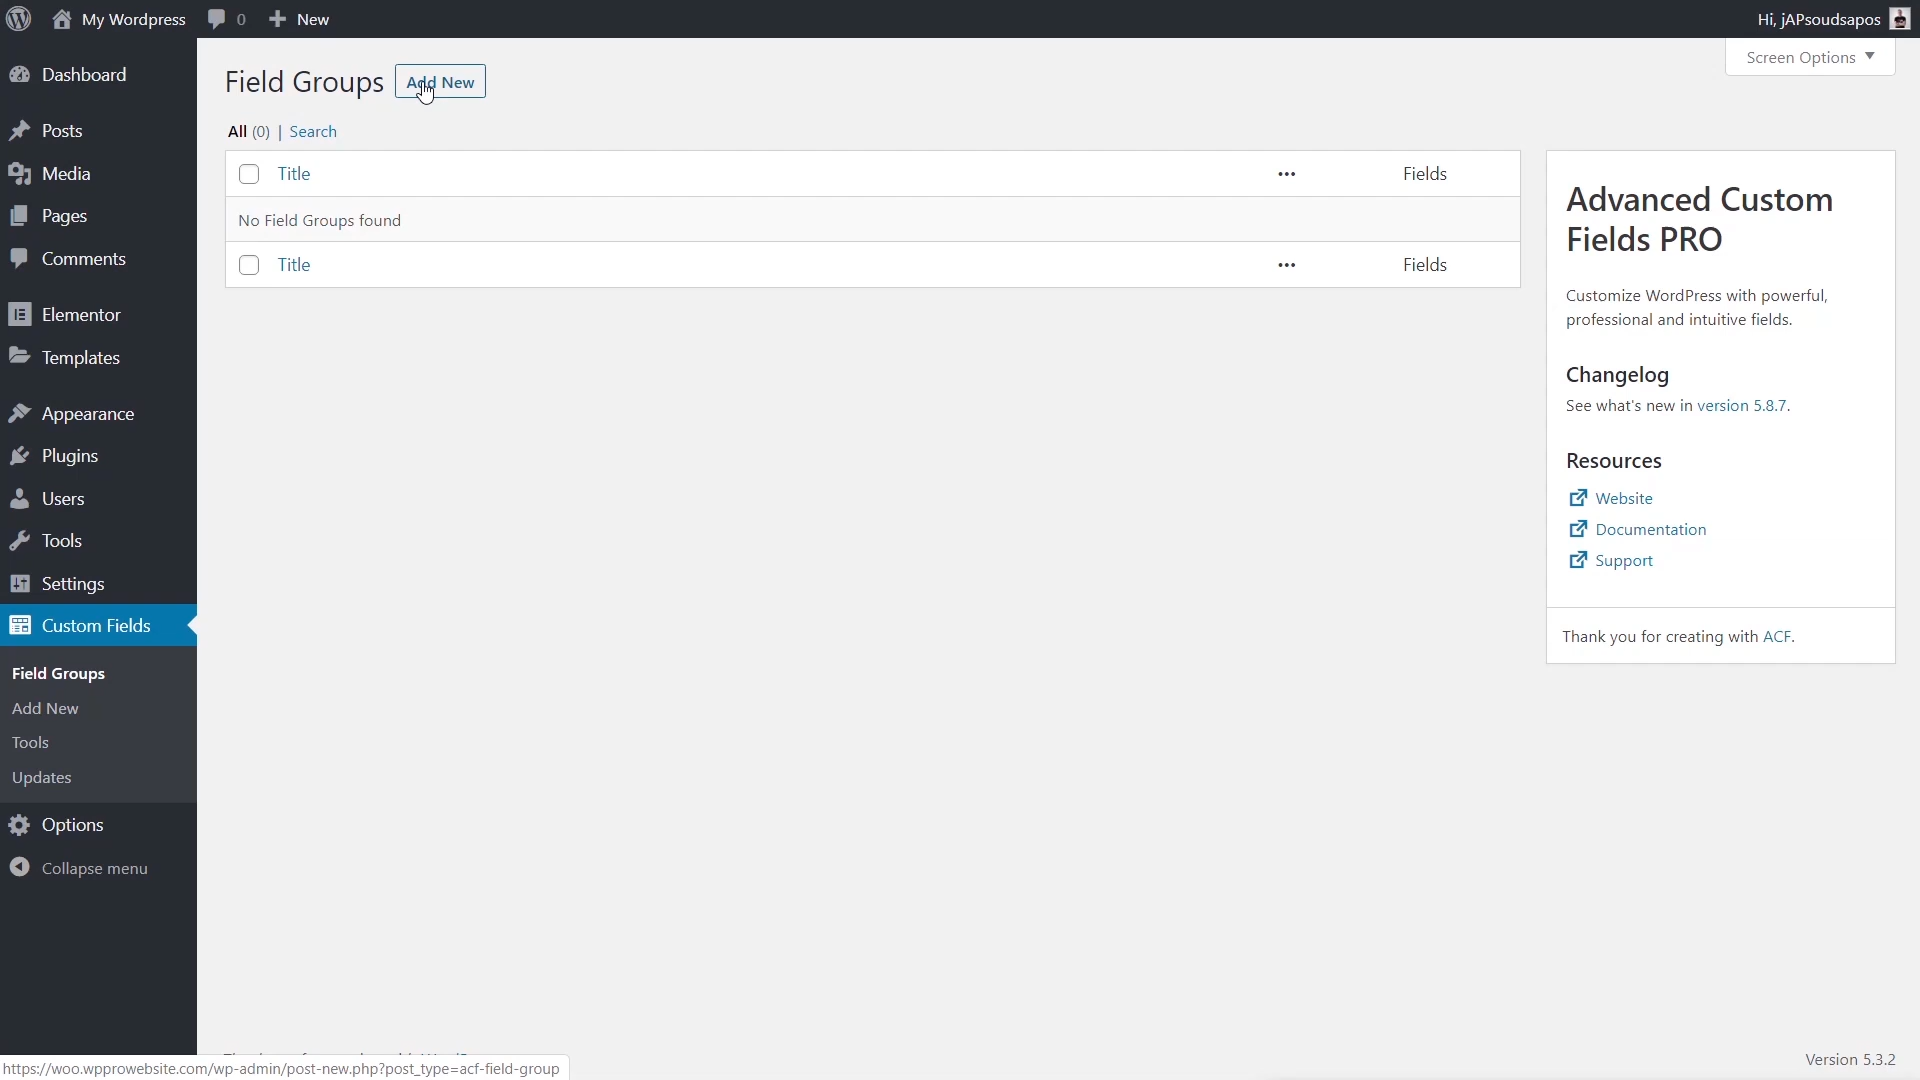 My Wordpress 0 New Hi, jAPsoudsapos
Screen Options
Dashboard
Posts
Media
Pages
Comments
Elementor
Templates
Appearance
Plugins
Users
Tools
Settings
Custom Fields
Field Groups
Add New
Tools
Updates
Options
Collapse menu
Field Groups Add New
All (0) | Search
Title ••• Fields
No Field Groups found
Title ••• Fields
Advanced Custom
Fields PRO
Customize WordPress with powerful,
professional and intuitive fields.
Changelog
See what's new in version 5.8.7.
Resources
Website
Documentation
Support
Thank you for creating with ACF.
Version 5.3.2
https://woo.wpprowebsite.com/wp-admin/post-new.php?post_type=acf-field-group